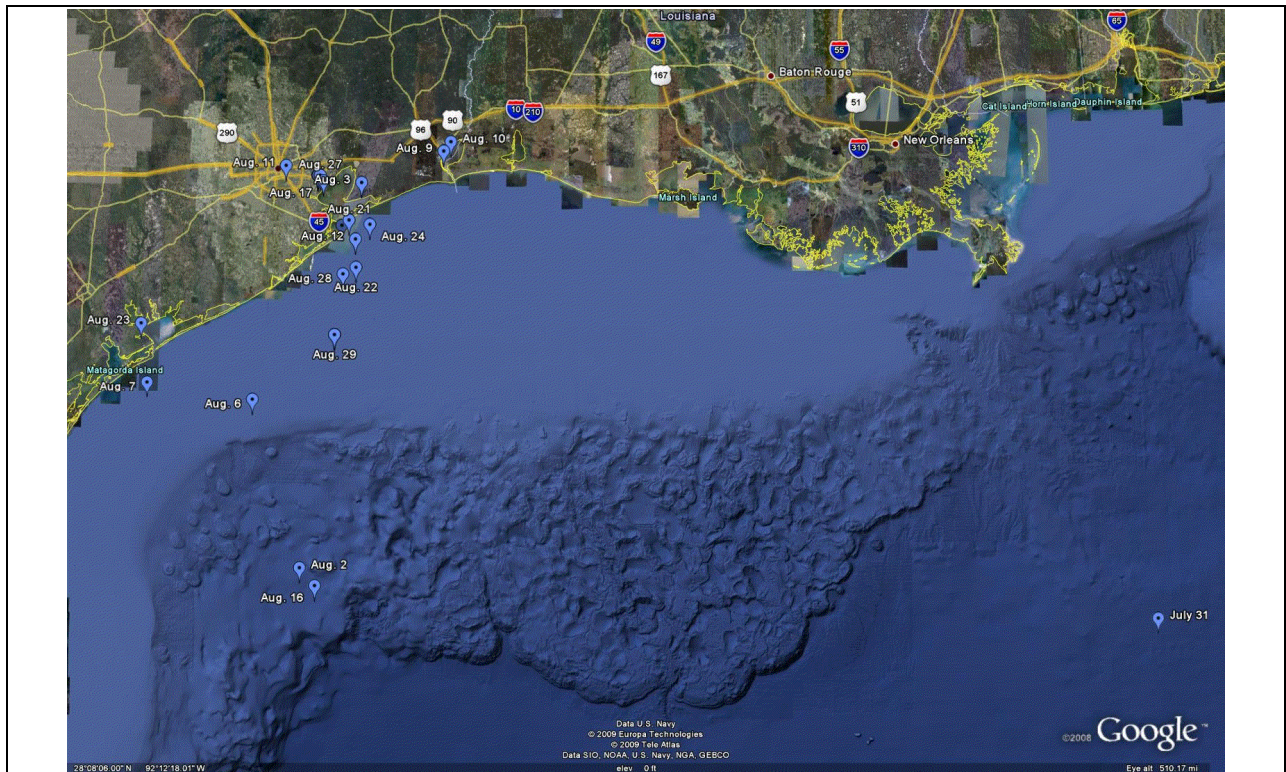 Louisiana
65
49
55
167
Baton Rouge
51
Cat Island
Horn Island
Dauphin Island
10
210
96
90
290
Aug. 9
Aug. 10
310
New Orleans
Aug. 11
Aug. 27
Aug. 17
Aug. 3
Marsh Island
Aug. 21
45
Aug. 12
Aug. 24
Aug. 28
Aug. 22
Aug. 23
Aug. 29
Matagorda Island
Aug. 7
Aug. 6
Aug. 2
Aug. 16
July 31
Data U.S. Navy
© 2009 Europa Technologies
© 2009 Tele Atlas
Data SIO, NOAA, U.S. Navy, NGA, GEBCO
©2008 Google™
28°08'06.00" N 92°12'18.01" W elev 0 ft Eye alt 510.17 mi